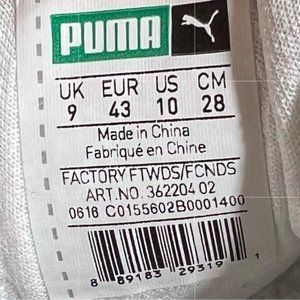 PUMA
UK EUR US CM
9 43 10 28
Made in China
Fabriqué en Chine
FACTORY FTWDS/FCNDS
ART.NO. 362204 02
0616 C0155602B0001400
8 89183 29319 1